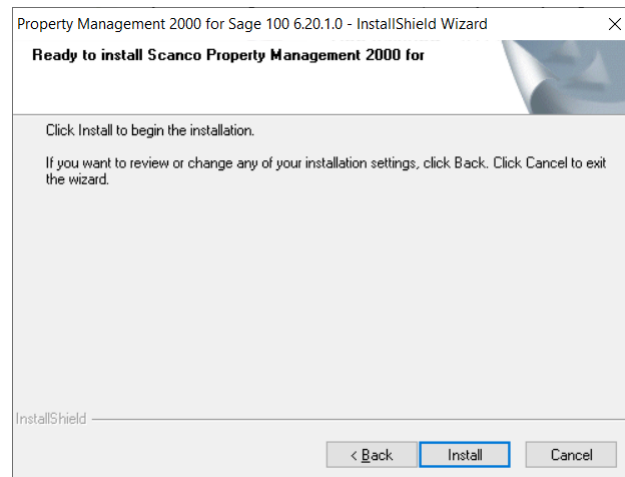 Property Management 2000 for Sage 100 6.20.1.0 - InstallShield Wizard
Ready to install Scanco Property Management 2000 for
Click Install to begin the installation.
If you want to review or change any of your installation settings, click Back. Click Cancel to exit
the wizard.
InstallShield
< Back Install Cancel